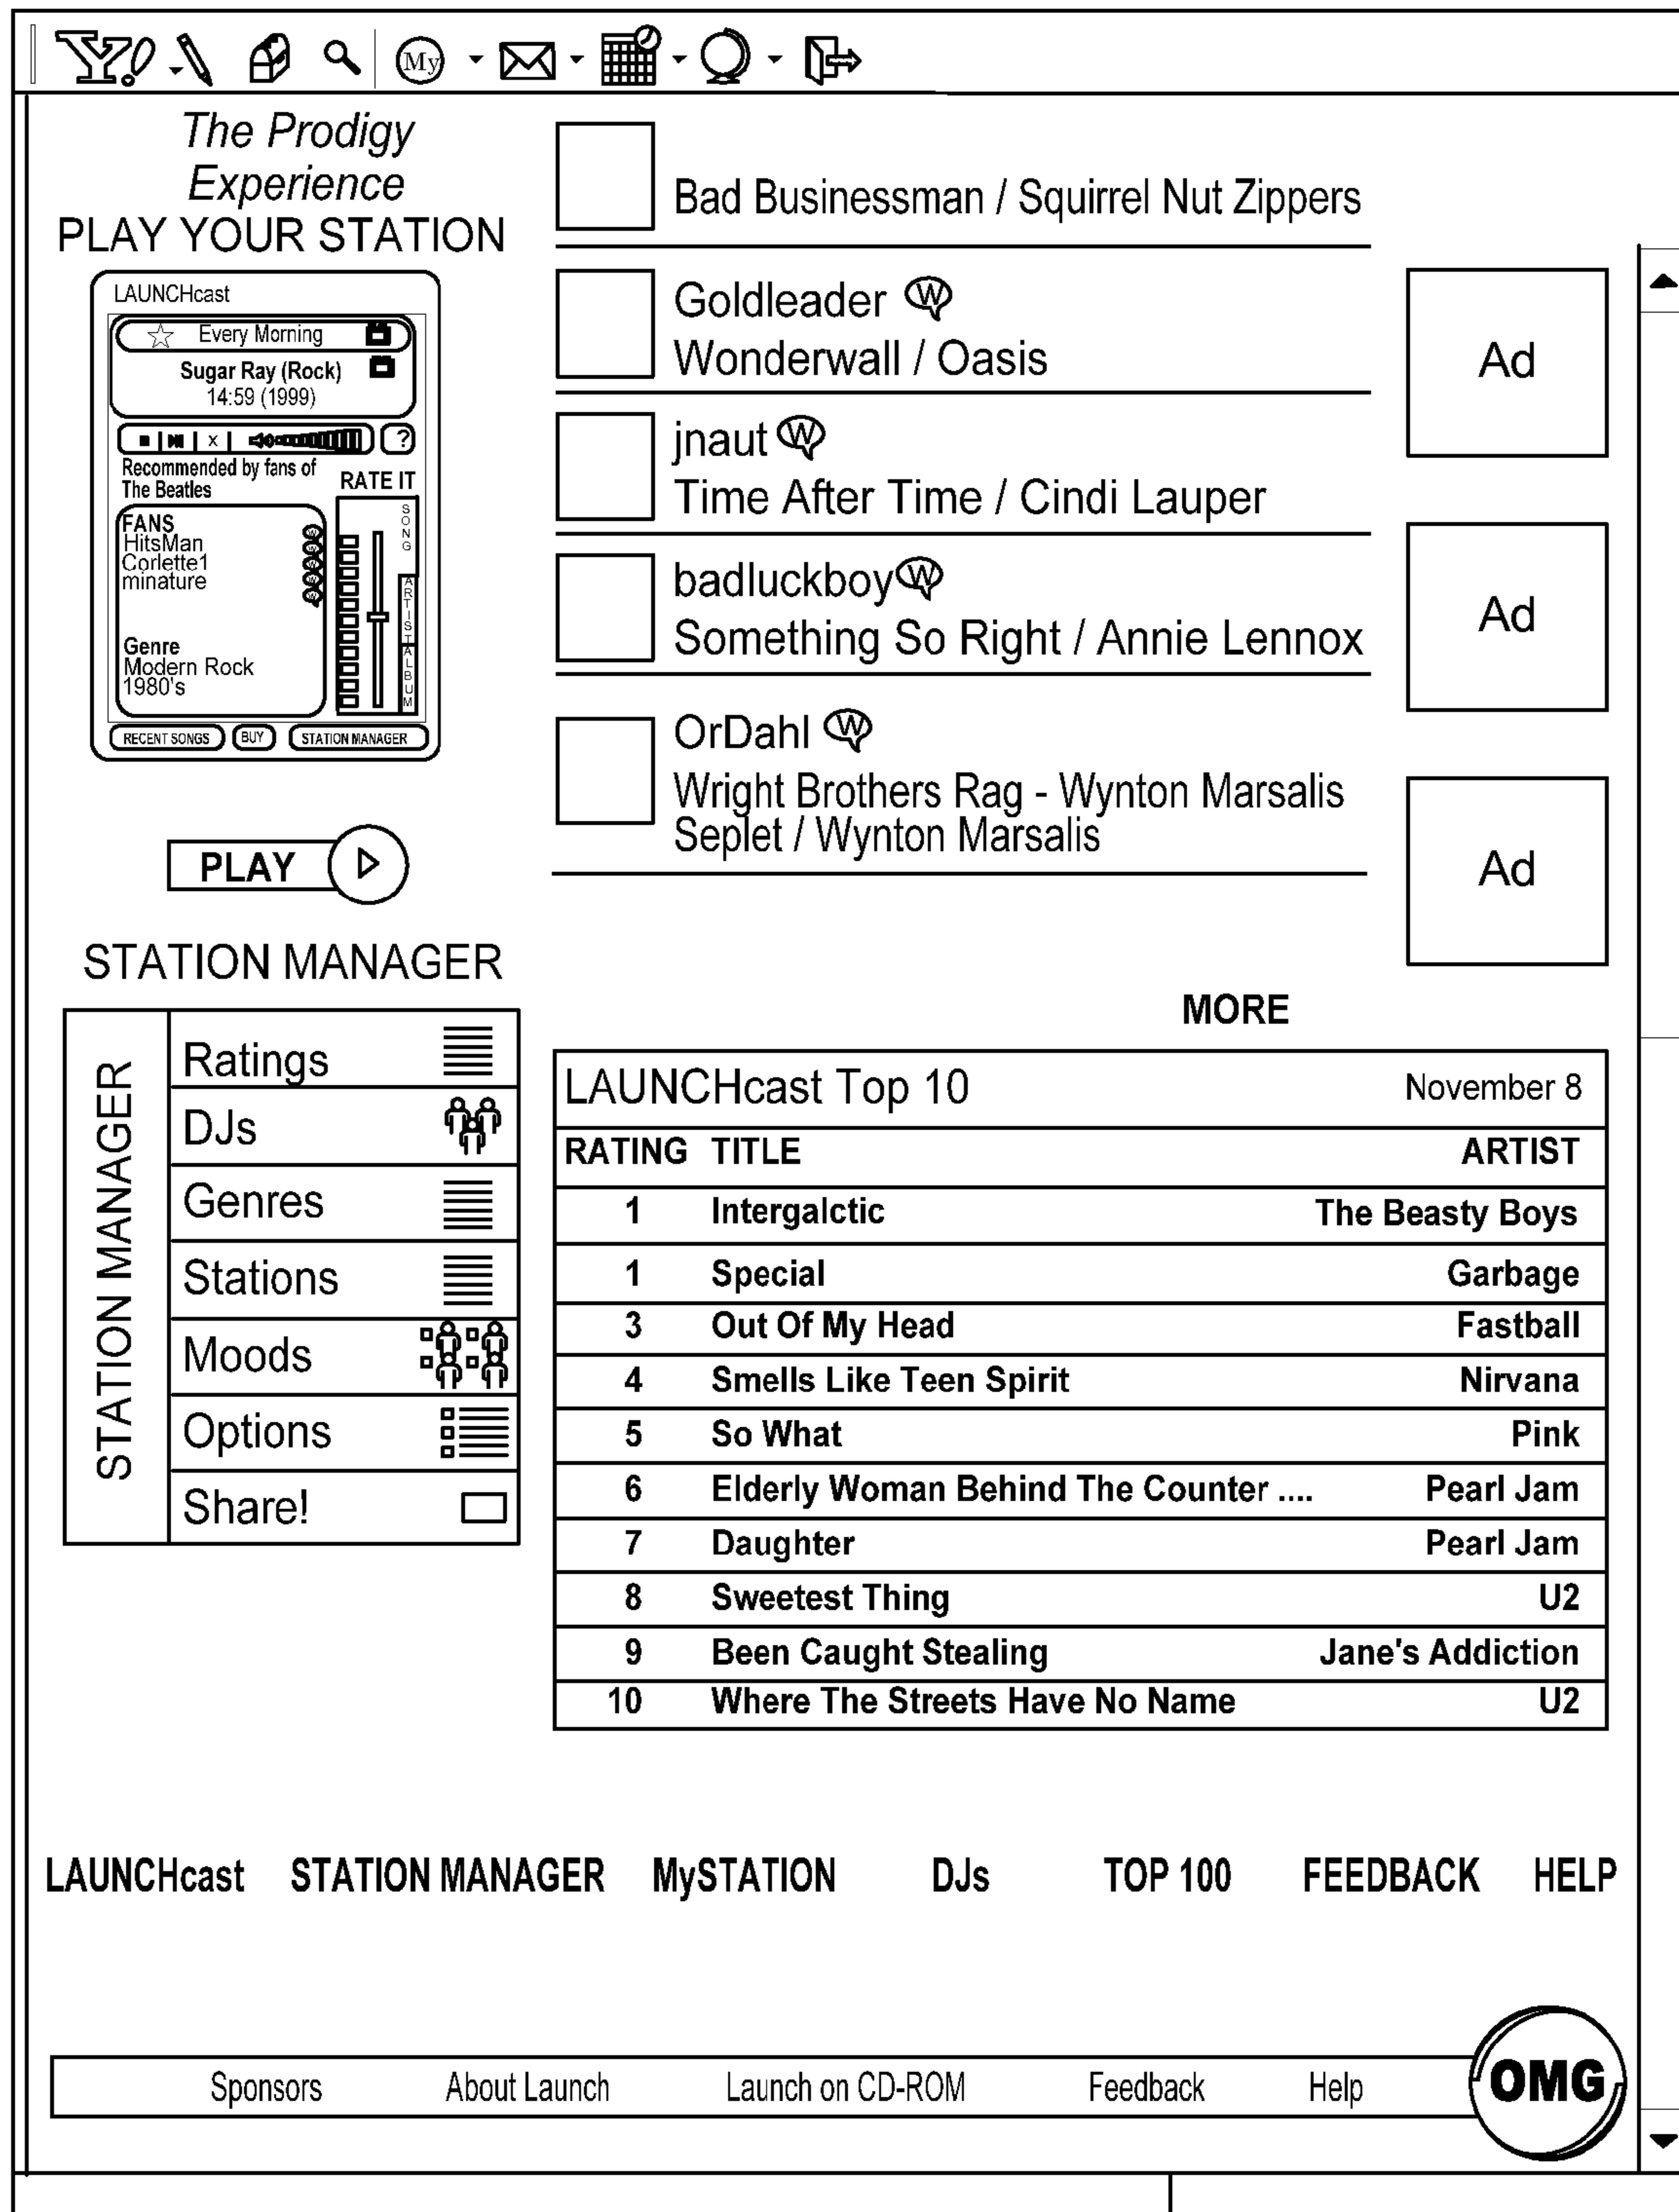 Y!
My
The Prodigy
Experience
PLAY YOUR STATION
LAUNCHcast
Every Morning
Sugar Ray (Rock)
14:59 (1999)
x
?
Recommended by fans of
The Beatles
RATE IT
FANS
HitsMan
Corlette1
minature
W
W
W
W
W
Genre
Modern Rock
1980's
SONG
ARTIST
ALBUM
RECENT SONGS BUY STATION MANAGER
PLAY
STATION MANAGER
STATION MANAGER
Ratings
DJs
Genres
Stations
Moods
Options
Share!
Bad Businessman / Squirrel Nut Zippers
Goldleader W
Wonderwall / Oasis
jnaut W
Time After Time / Cindi Lauper
badluckboy W
Something So Right / Annie Lennox
OrDahl W
Wright Brothers Rag - Wynton Marsalis
Seplet / Wynton Marsalis
Ad
Ad
Ad
MORE
LAUNCHcast Top 10 November 8
RATING TITLE ARTIST
1 Intergalctic The Beasty Boys
1 Special Garbage
3 Out Of My Head Fastball
4 Smells Like Teen Spirit Nirvana
5 So What Pink
6 Elderly Woman Behind The Counter .... Pearl Jam
7 Daughter Pearl Jam
8 Sweetest Thing U2
9 Been Caught Stealing Jane's Addiction
10 Where The Streets Have No Name U2
LAUNCHcast STATION MANAGER MySTATION DJs TOP 100 FEEDBACK HELP
Sponsors About Launch Launch on CD-ROM Feedback Help
OMG